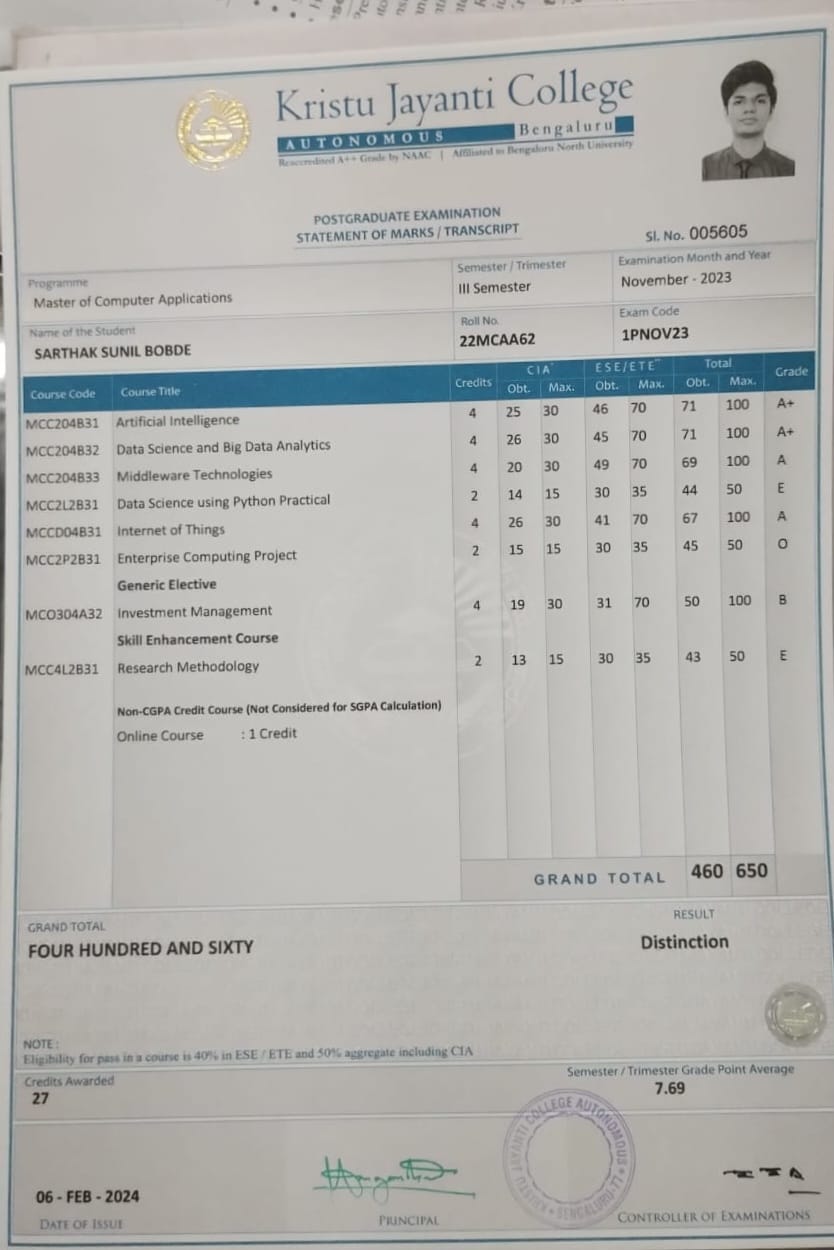 Kristu Jayanti College
AUTONOMOUS Bengaluru
Reaccredited A++ Grade by NAAC | Affiliated to Bengaluru North University
POSTGRADUATE EXAMINATION
STATEMENT OF MARKS / TRANSCRIPT
Sl. No. 005605
Programme
Master of Computer Applications
Semester / Trimester
III Semester
Examination Month and Year
November - 2023
Name of the Student
SARTHAK SUNIL BOBDE
Roll No.
22MCAA62
Exam Code
1PNOV23
Course Code Course Title Credits CIA* ESE/ETE** Total Grade
Obt. Max. Obt. Max. Obt. Max.
MCC204B31 Artificial Intelligence 4 25 30 46 70 71 100 A+
MCC204B32 Data Science and Big Data Analytics 4 26 30 45 70 71 100 A+
MCC204B33 Middleware Technologies 4 20 30 49 70 69 100 A
MCC2L2B31 Data Science using Python Practical 2 14 15 30 35 44 50 E
MCCD04B31 Internet of Things 4 26 30 41 70 67 100 A
MCC2P2B31 Enterprise Computing Project 2 15 15 30 35 45 50 O
Generic Elective
MCO304A32 Investment Management 4 19 30 31 70 50 100 B
Skill Enhancement Course
MCC4L2B31 Research Methodology 2 13 15 30 35 43 50 E
Non-CGPA Credit Course (Not Considered for SGPA Calculation)
Online Course : 1 Credit
GRAND TOTAL 460 650
GRAND TOTAL
FOUR HUNDRED AND SIXTY
RESULT
Distinction
NOTE :
Eligibility for pass in a course is 40% in ESE / ETE and 50% aggregate including CIA
Credits Awarded
27
Semester / Trimester Grade Point Average
7.69
KRISTU JAYANTI COLLEGE AUTONOMOUS
BENGALURU-77
06 - FEB - 2024
DATE OF ISSUE
PRINCIPAL
CONTROLLER OF EXAMINATIONS